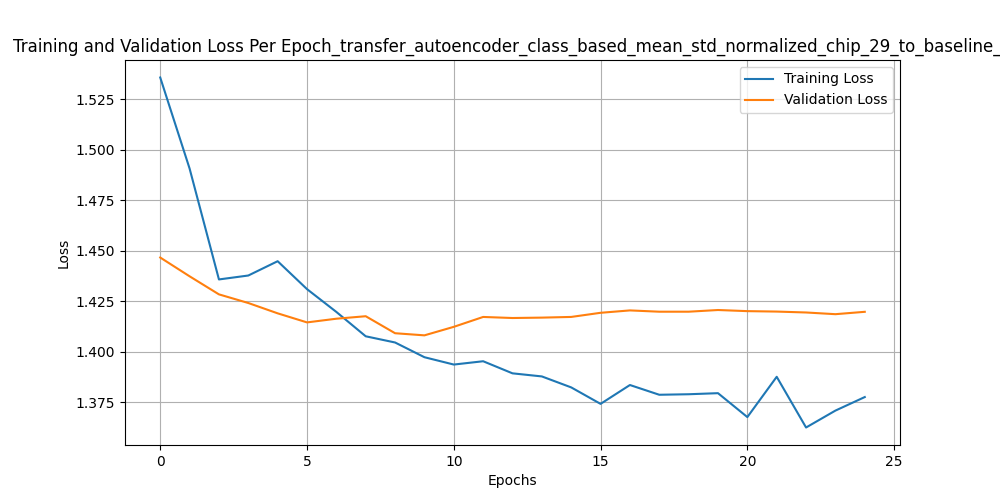 Training and Validation Loss Per Epoch_transfer_autoencoder_class_based_mean_std_normalized_chip_29_to_baseline_
Training Loss
Validation Loss
1.525
1.500
1.475
1.450
1.425
1.400
1.375
Loss
0
5
10
15
20
25
Epochs